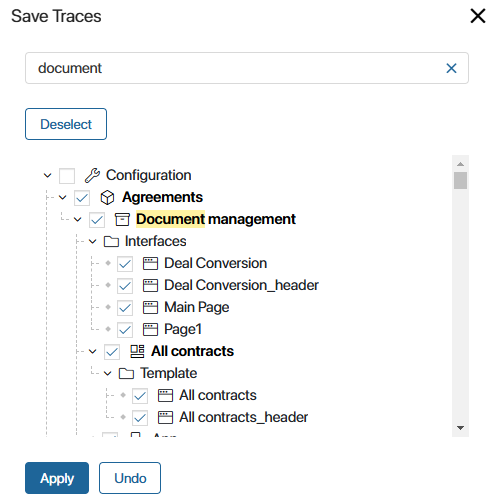 Save Traces
document
Deselect
Configuration
Agreements
Document management
Interfaces
Deal Conversion
Deal Conversion_header
Main Page
Page1
All contracts
Template
All contracts
All contracts_header
Apply
Undo